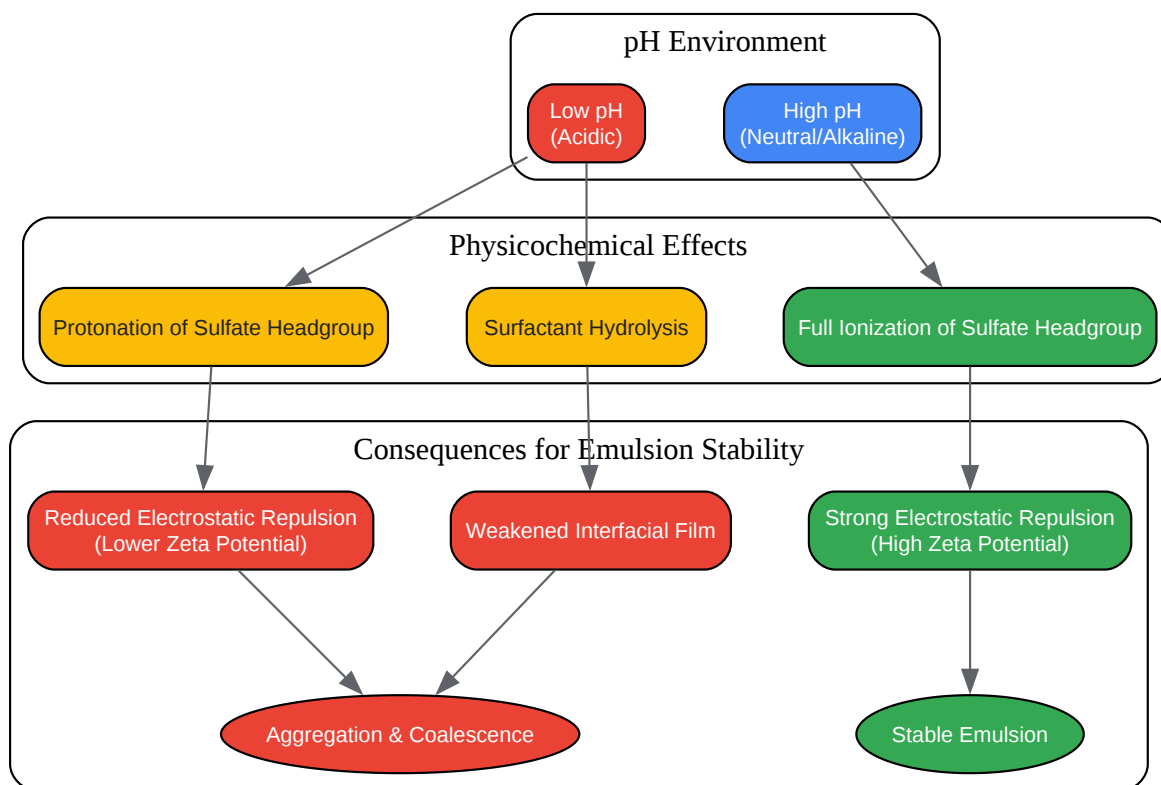 pH Environment
Low pH
(Acidic)
High pH
(Neutral/Alkaline)
Physicochemical Effects
Protonation of Sulfate Headgroup
Surfactant Hydrolysis
Full Ionization of Sulfate Headgroup
Consequences for Emulsion Stability
Reduced Electrostatic Repulsion
(Lower Zeta Potential)
Weakened Interfacial Film
Strong Electrostatic Repulsion
(High Zeta Potential)
Aggregation & Coalescence
Stable Emulsion